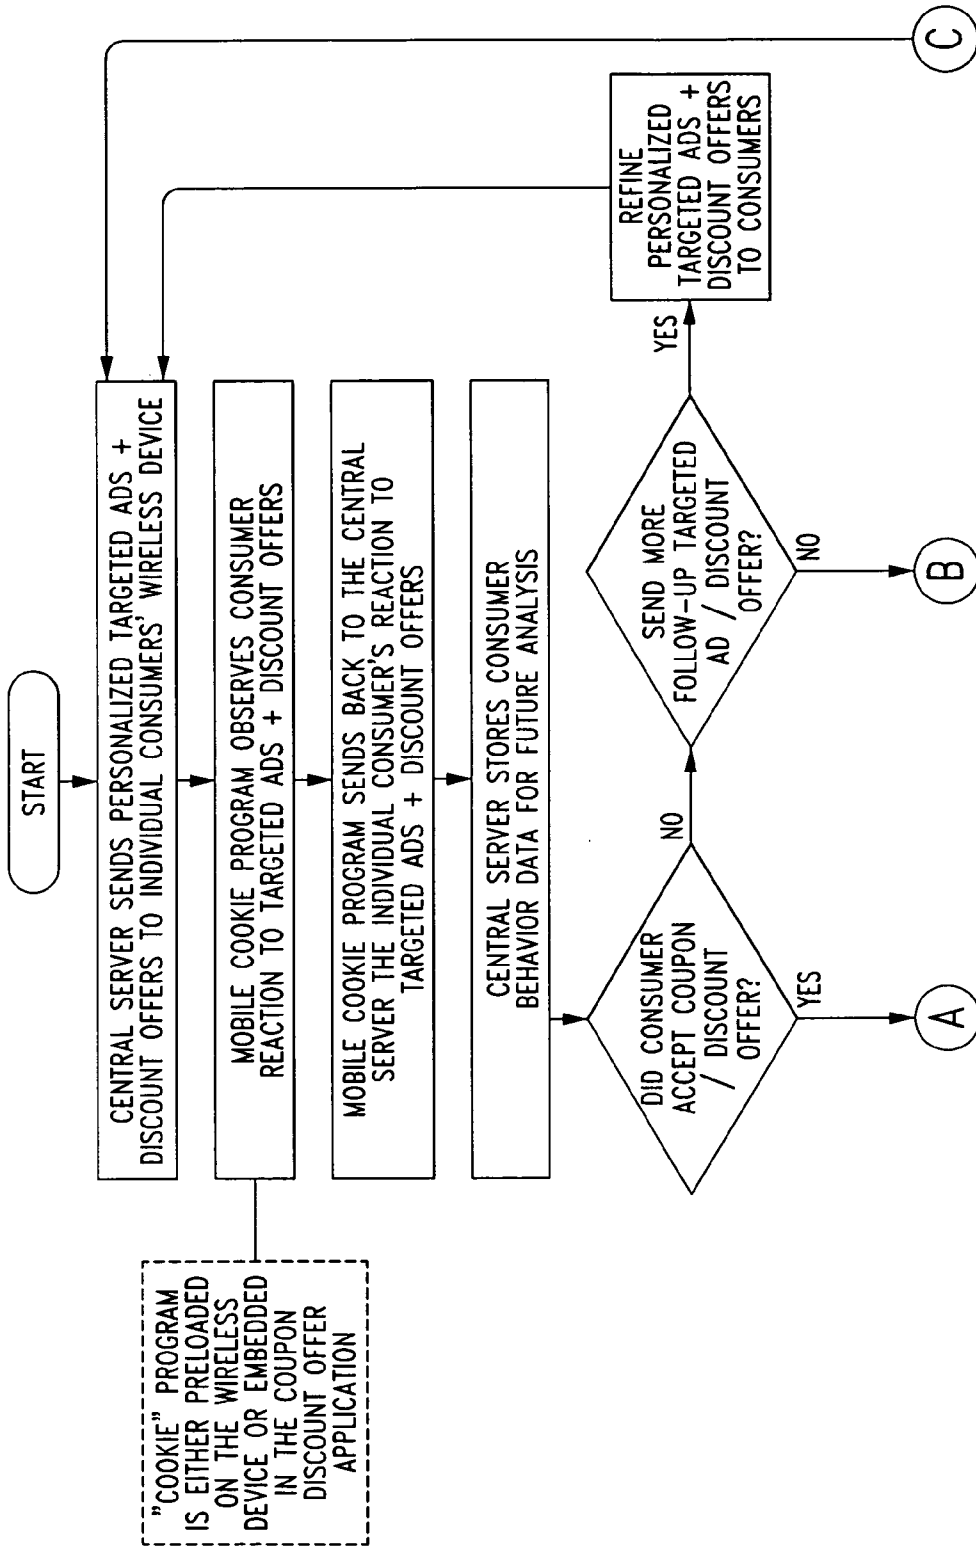 START
CENTRAL SERVER SENDS PERSONALIZED TARGETED ADS +
DISCOUNT OFFERS TO INDIVIDUAL CONSUMERS' WIRELESS DEVICE
"COOKIE" PROGRAM
IS EITHER PRELOADED
ON THE WIRELESS
DEVICE OR EMBEDDED
IN THE COUPON
DISCOUNT OFFER
APPLICATION
MOBILE COOKIE PROGRAM OBSERVES CONSUMER
REACTION TO TARGETED ADS + DISCOUNT OFFERS
MOBILE COOKIE PROGRAM SENDS BACK TO THE CENTRAL
SERVER THE INDIVIDUAL CONSUMER'S REACTION TO
TARGETED ADS + DISCOUNT OFFERS
CENTRAL SERVER STORES CONSUMER
BEHAVIOR DATA FOR FUTURE ANALYSIS
DID CONSUMER
ACCEPT COUPON
/ DISCOUNT
OFFER?
NO
YES
A
SEND MORE
FOLLOW-UP TARGETED
AD / DISCOUNT
OFFER?
YES
NO
B
REFINE
PERSONALIZED
TARGETED ADS +
DISCOUNT OFFERS
TO CONSUMERS
C